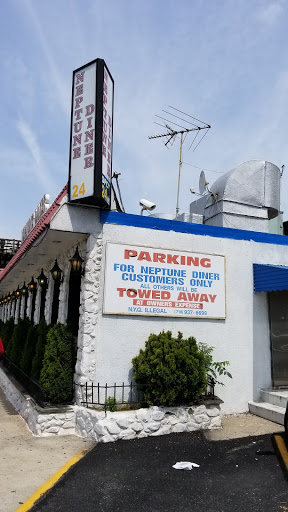 NEPTUNE
DINER
24
PARKING
FOR NEPTUNE DINER
CUSTOMERS ONLY
ALL OTHERS WILL BE
TOWED AWAY
AT OWNERS EXPENSE
N.Y.D. ILLEGAL